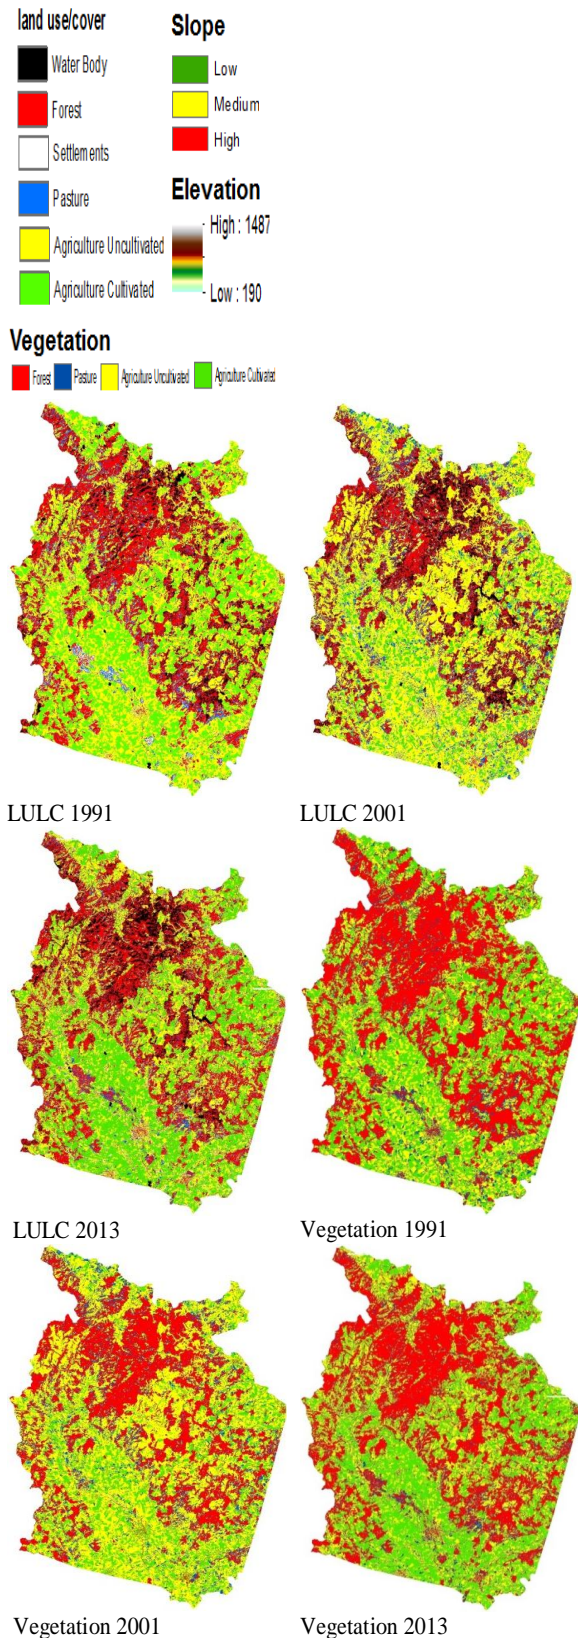 land use/cover
Water Body
Forest
Settlements
Pasture
Agriculture Uncultivated
Agriculture Cultivated
Slope
Low
Medium
High
Elevation
High : 1487
Low : 190
Vegetation
Forest Pasture Agriculture Uncultivated Agriculture Cultivated
LULC 1991 LULC 2001
LULC 2013 Vegetation 1991
Vegetation 2001 Vegetation 2013